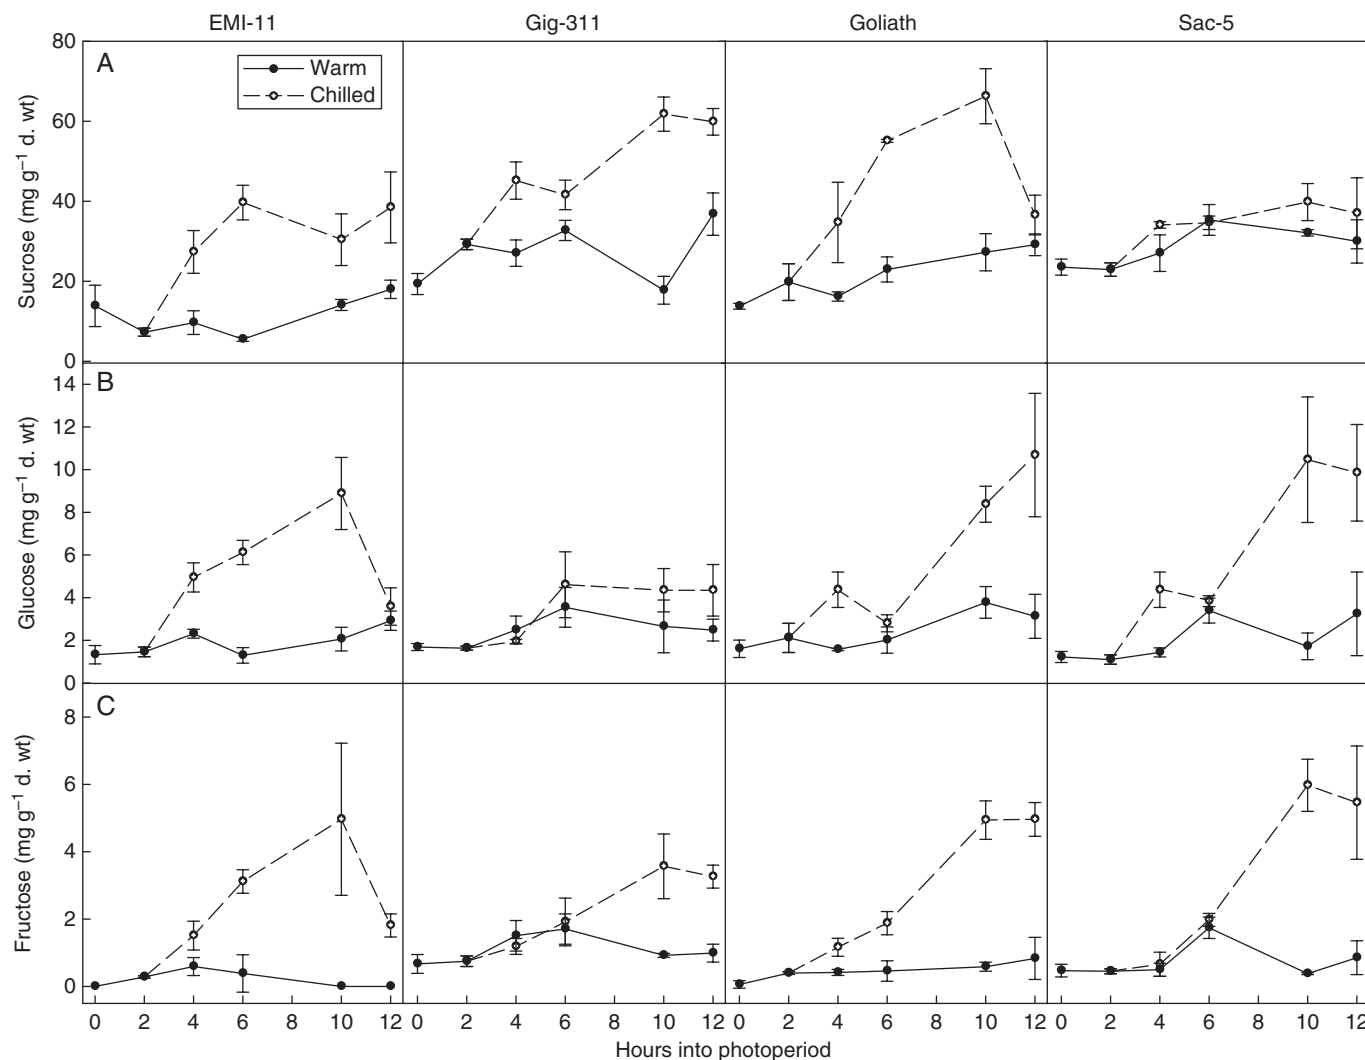 EMI-11 Gig-311 Goliath Sac-5
A
Warm
Chilled
80
60
40
20
0
Sucrose (mg g⁻¹ d. wt)
B
14
12
10
8
6
4
2
0
Glucose (mg g⁻¹ d. wt)
C
8
6
4
2
0
Fructose (mg g⁻¹ d. wt)
0 2 4 6 8 10 12 0 2 4 6 8 10 12 0 2 4 6 8 10 12 0 2 4 6 8 10 12
Hours into photoperiod